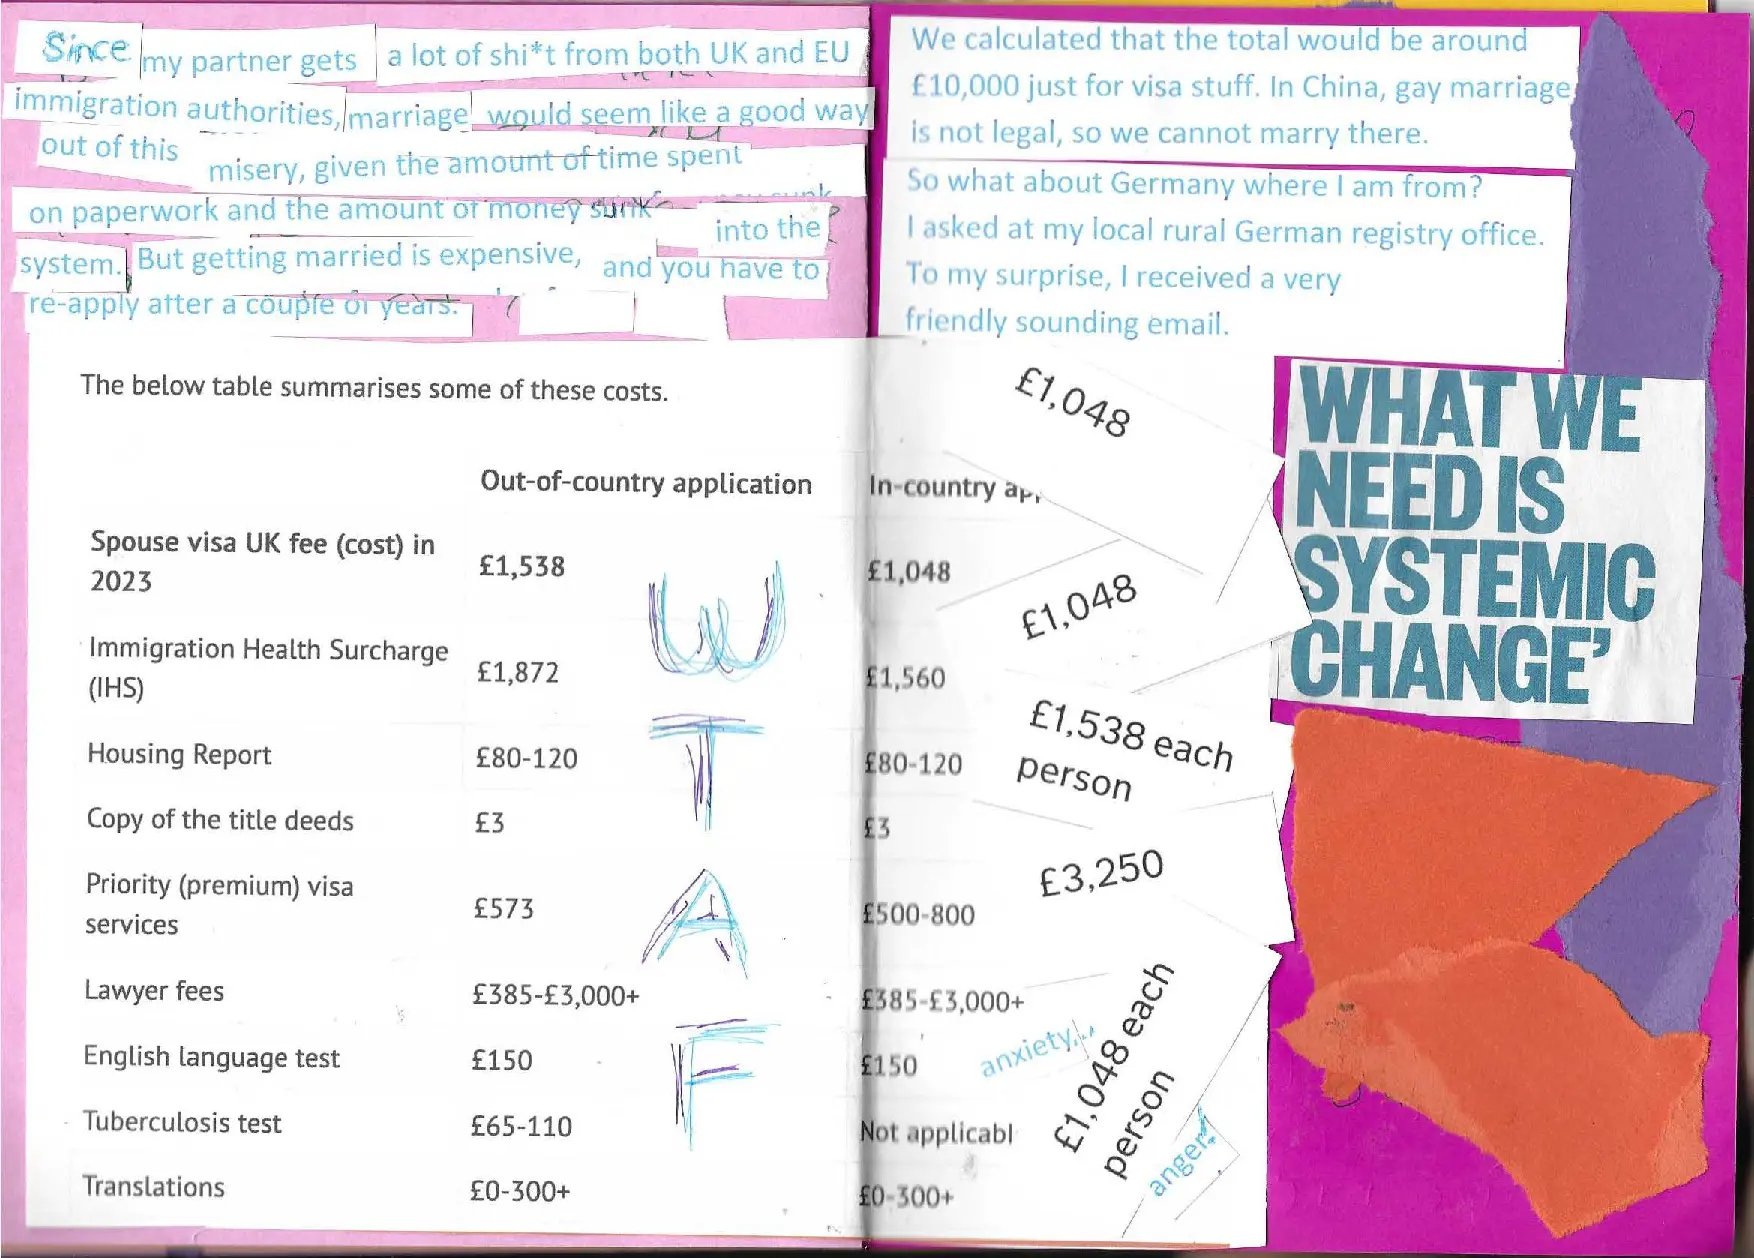 Since my partner gets a lot of shi*t from both UK and EU
immigration authorities, marriage would seem like a good way
out of this misery, given the amount of time spent
on paperwork and the amount of money sunk into the
system. But getting married is expensive, and you have to
re-apply after a couple of years.
The below table summarises some of these costs.
Out-of-country application
Spouse visa UK fee (cost) in
2023
£1,538
Immigration Health Surcharge
(IHS)
£1,872
Housing Report £80-120
Copy of the title deeds £3
Priority (premium) visa
services
£573
Lawyer fees £385-£3,000+
English language test £150
Tuberculosis test £65-110
Translations £0-300+
W
T
A
F
We calculated that the total would be around
£10,000 just for visa stuff. In China, gay marriage
is not legal, so we cannot marry there.
So what about Germany where I am from?
I asked at my local rural German registry office.
To my surprise, I received a very
friendly sounding email.
In-country ap
£1,048
£1,560
£80-120
£3
£500-800
£385-£3,000+
£150
Not applicabl
£0-300+
£1,048
£1,048
£1,538 each
person
£3,250
£1,048 each
person
anxiety,..
anger!
WHAT WE
NEED IS
SYSTEMIC
CHANGE’